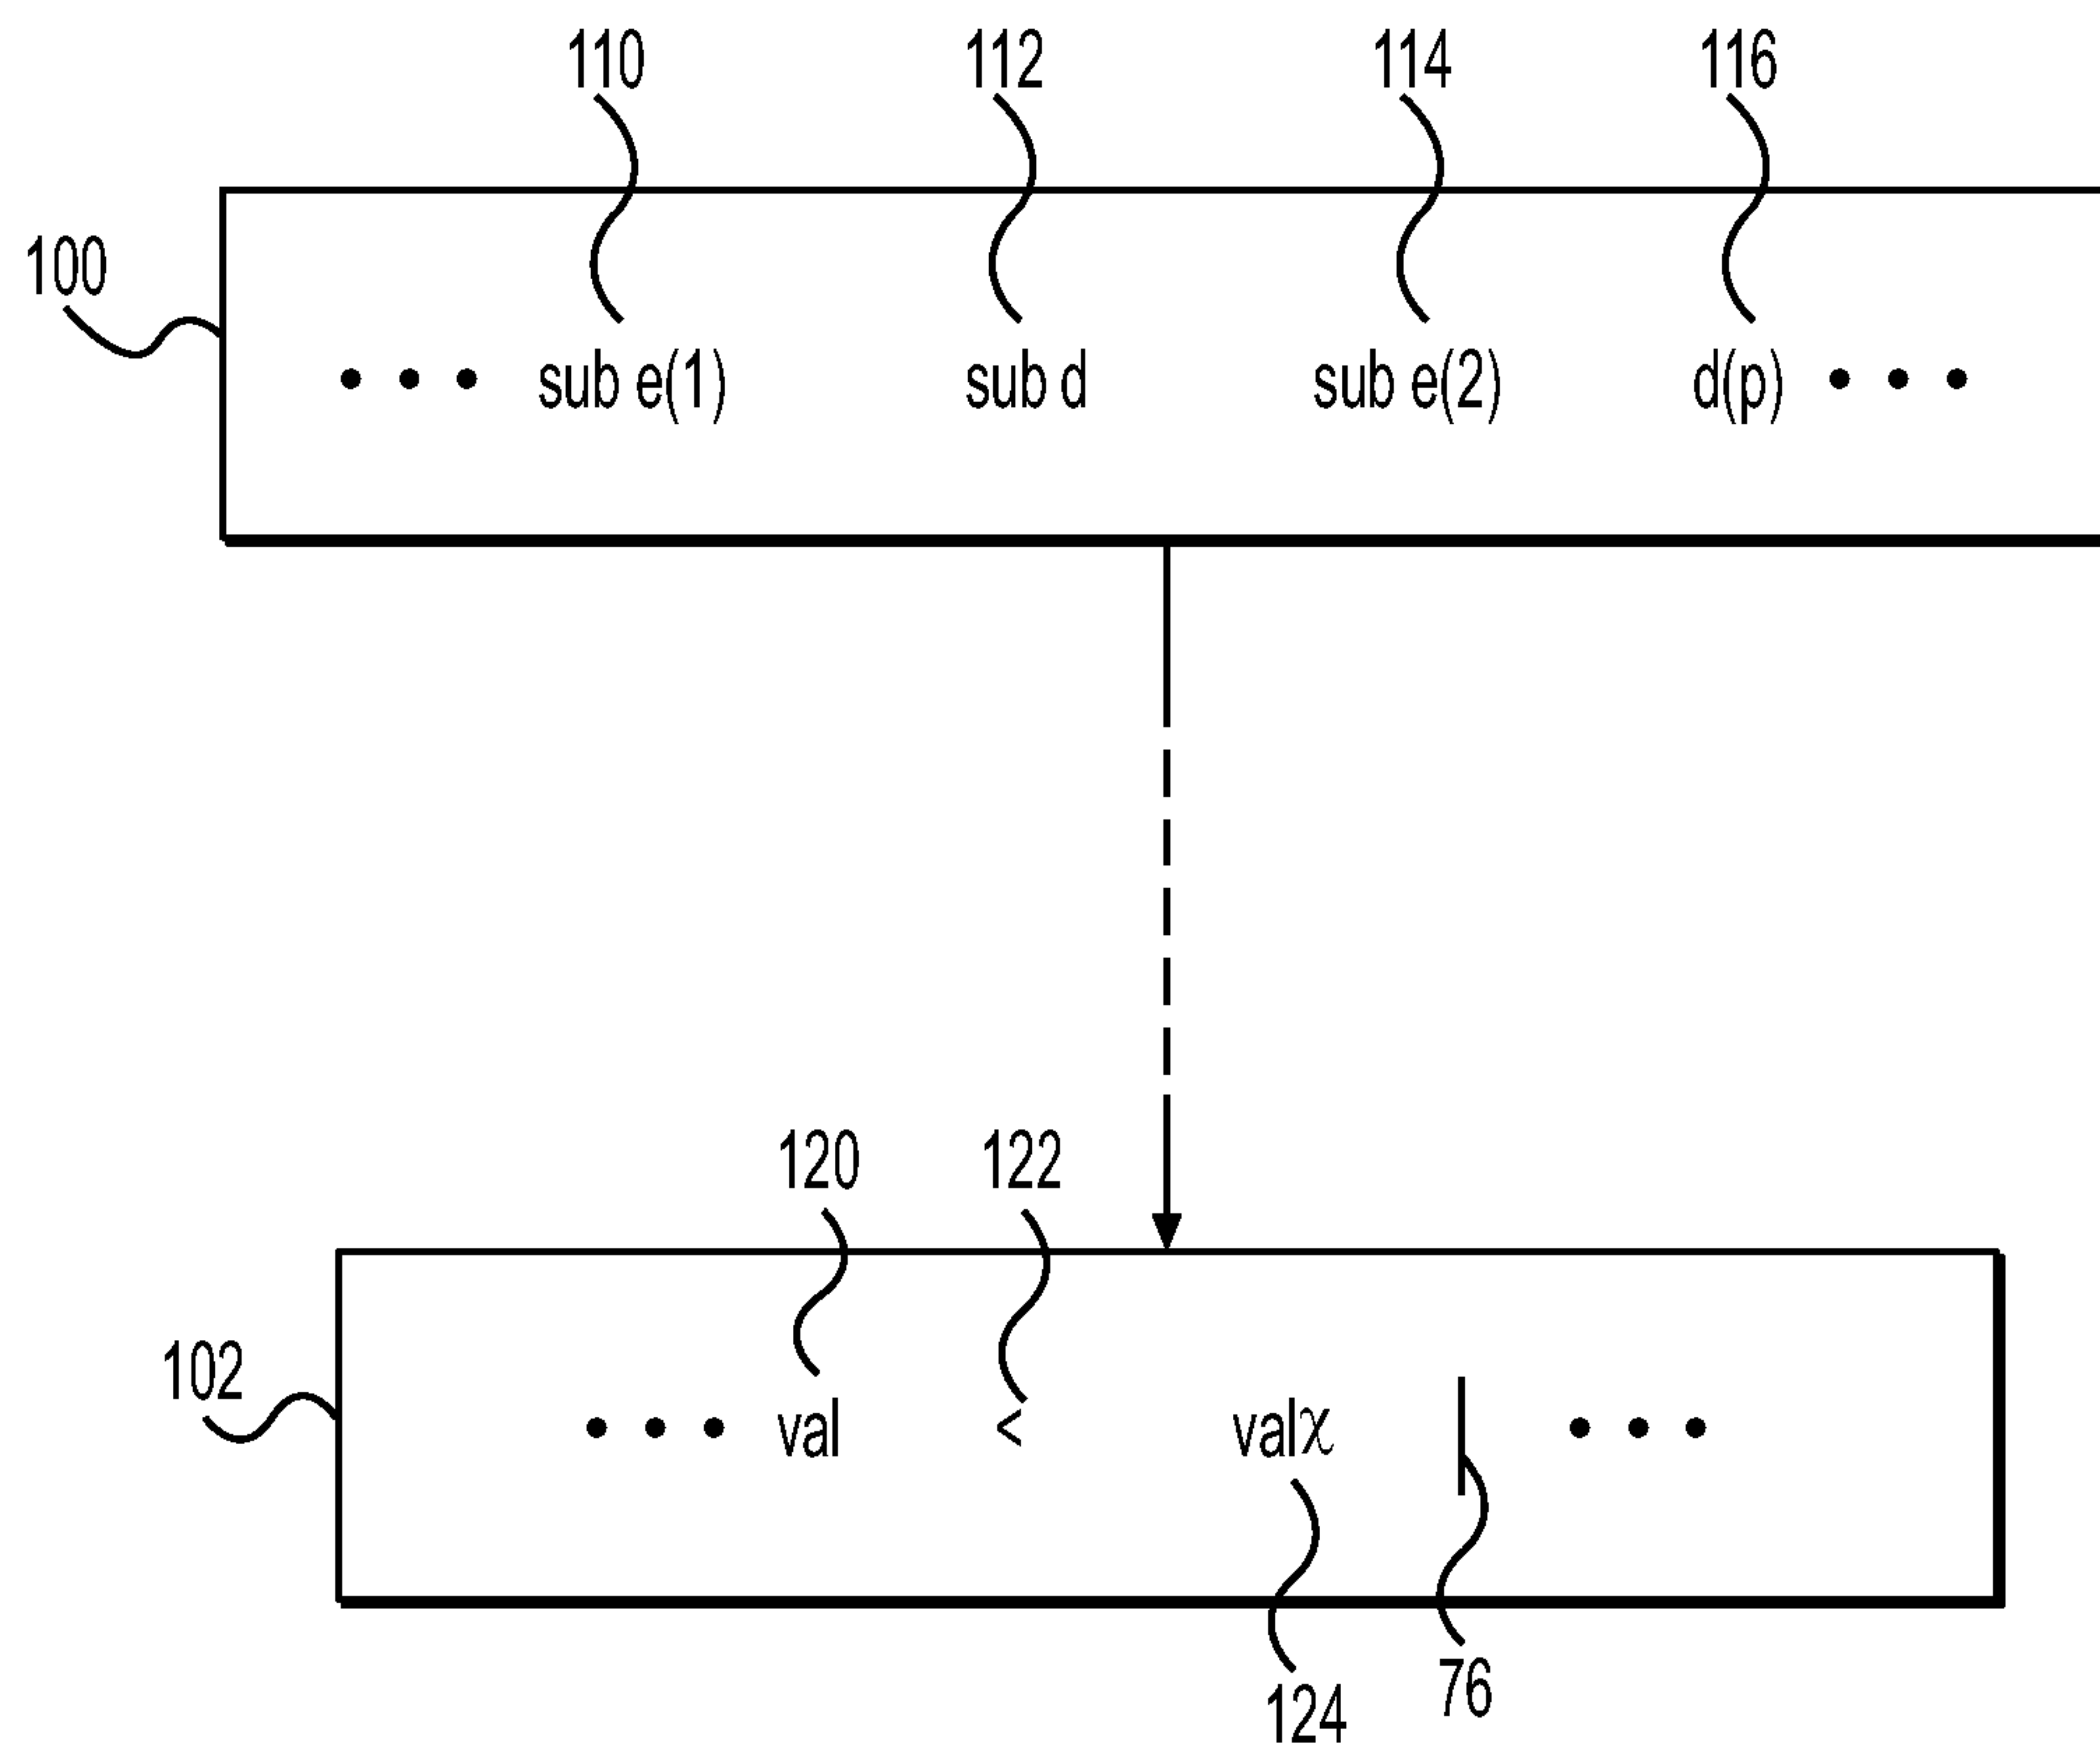 110 112 114 116
100
• • • sub e(1) sub d sub e(2) d(p) • • •
120 122
102
• • • val < valχ | • • •
76
124